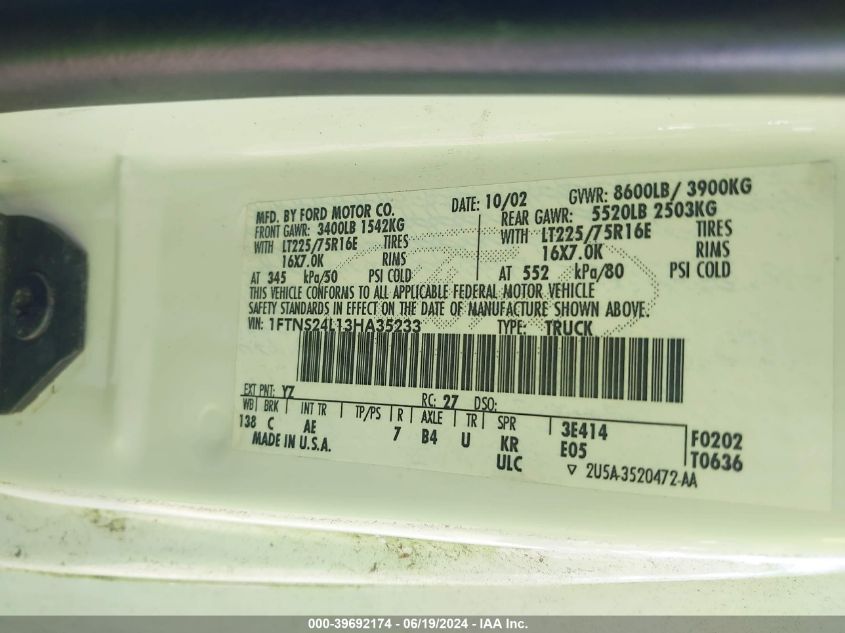 MFD. BY FORD MOTOR CO. DATE: 10/02 GVWR: 8600LB/ 3900KG
FRONT GAWR: 3400LB 1542KG REAR GAWR: 5520LB 2503KG
WITH LT225/75R16E TIRES WITH LT225/75R16E TIRES
16X7.0K RIMS 16X7.0K RIMS
AT 345 kPa/50 PSI COLD AT 552 kPa/80 PSI COLD
THIS VEHICLE CONFORMS TO ALL APPLICABLE FEDERAL MOTOR VEHICLE
SAFETY STANDARDS IN EFFECT ON THE DATE OF MANUFACTURE SHOWN ABOVE.
VIN: 1FTNS24L13HA35233 TYPE: TRUCK
EXT PNT: YZ RC: 27 DSO:
WB BRK INT TR TP/PS R AXLE TR SPR
138 C AE 7 B4 U KR 3E414 F0202
MADE IN U.S.A. ULC E05 T0636
▽ 2U5A-3520472-AA
000-39692174 - 06/19/2024 - IAA Inc.